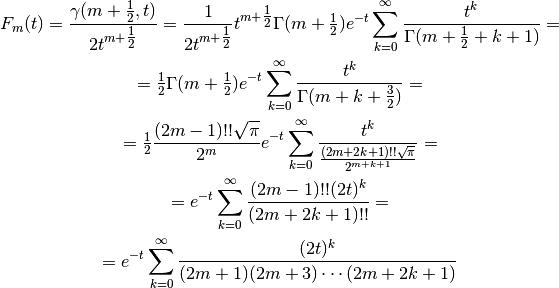 $F_m(t) = \frac{\gamma(m+\frac{1}{2},t)}{2t^{m+\frac{1}{2}}} = \frac{1}{2t^{m+\frac{1}{2}}} t^{m+\frac{1}{2}} \Gamma(m+\tfrac{1}{2}) e^{-t} \sum_{k=0}^{\infty} \frac{t^k}{\Gamma(m+\frac{1}{2}+k+1)} =$
$= \tfrac{1}{2} \Gamma(m+\tfrac{1}{2}) e^{-t} \sum_{k=0}^{\infty} \frac{t^k}{\Gamma(m+k+\frac{3}{2})} =$
$= \tfrac{1}{2} \frac{(2m-1)!!\sqrt{\pi}}{2^m} e^{-t} \sum_{k=0}^{\infty} \frac{t^k}{\frac{(2m+2k+1)!!\sqrt{\pi}}{2^{m+k+1}}} =$
$= e^{-t} \sum_{k=0}^{\infty} \frac{(2m-1)!!(2t)^k}{(2m+2k+1)!!} =$
$= e^{-t} \sum_{k=0}^{\infty} \frac{(2t)^k}{(2m+1)(2m+3)\cdots(2m+2k+1)}$